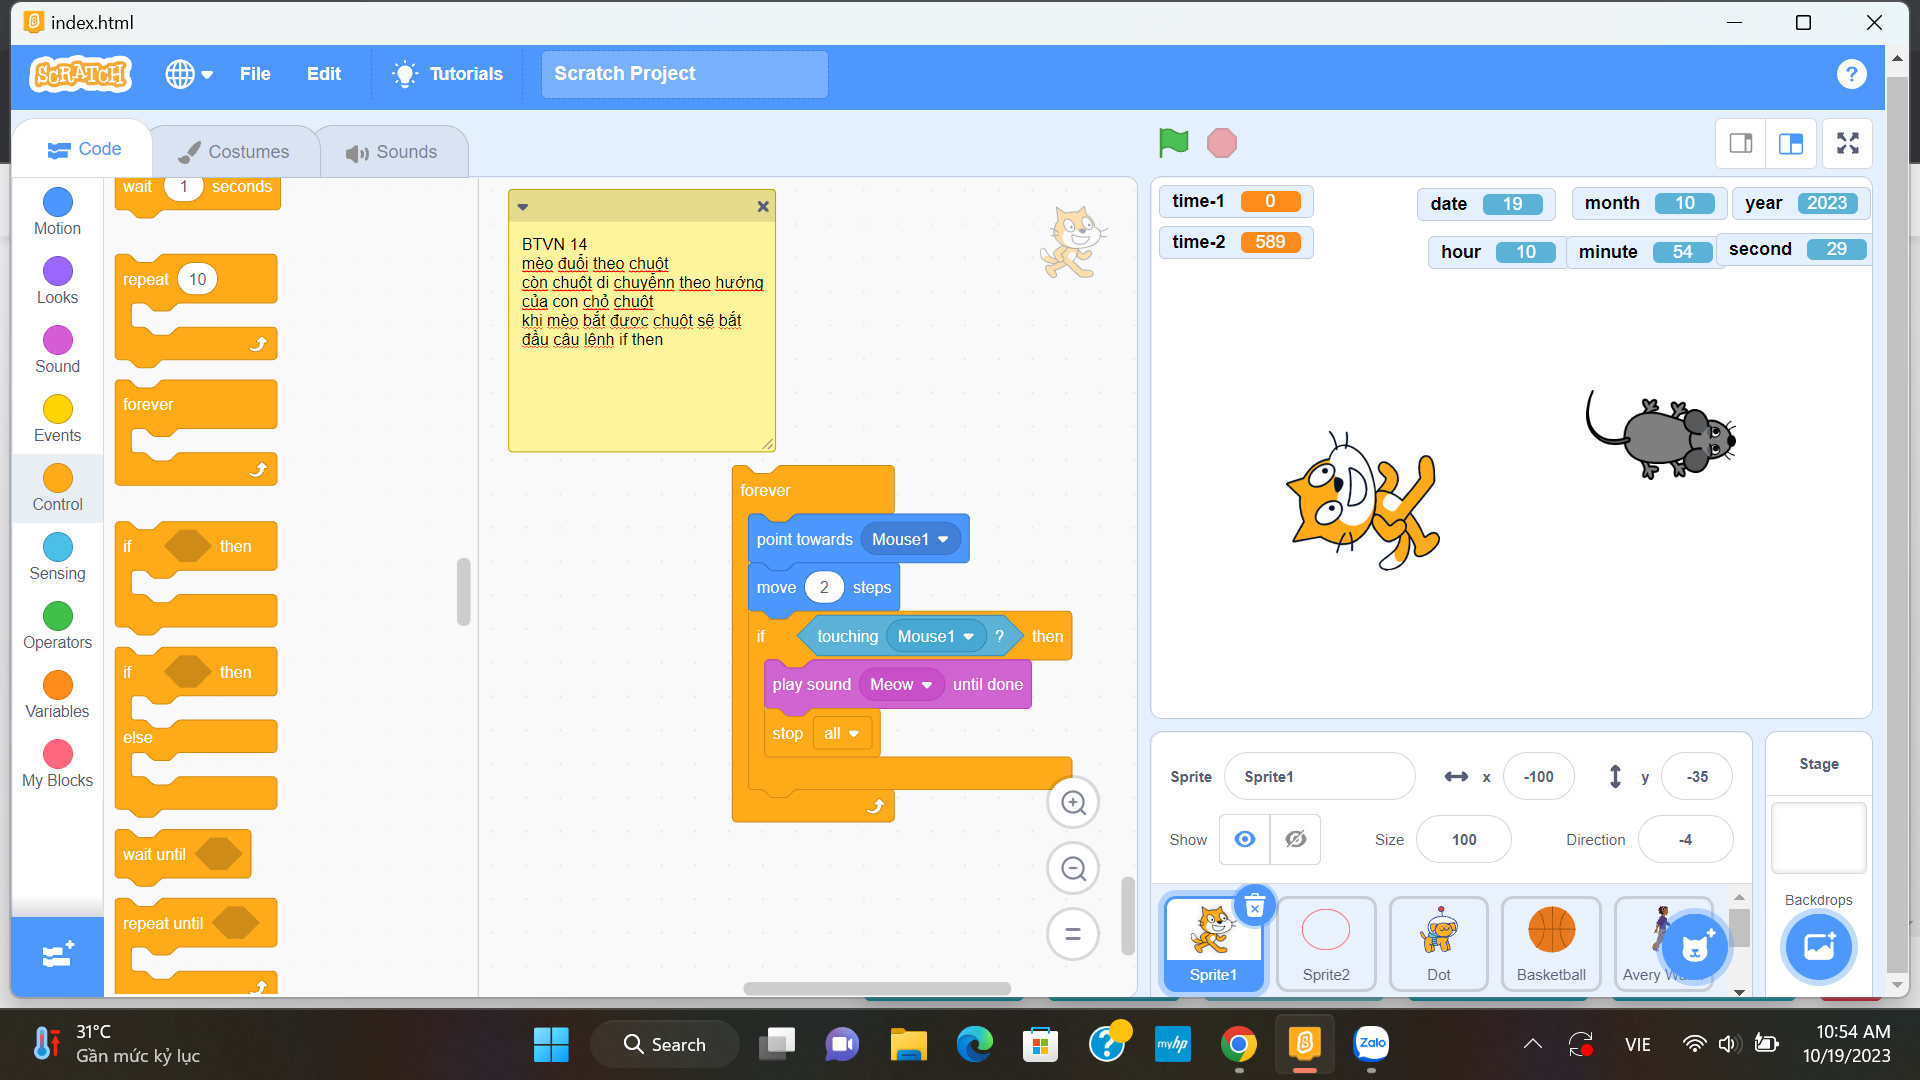 index.html
SCRATCH
File
Edit
Tutorials
Scratch Project
?
Code
Costumes
Sounds
Motion
Looks
Sound
Events
Control
Sensing
Operators
Variables
My Blocks
wait 1 seconds
repeat 10
forever
if then
if then
else
wait until
repeat until
BTVN 14
mèo đuổi theo chuột
còn chuột di chuyểnn theo hướng
của con chỏ chuột
khi mèo bắt được chuột sẽ bắt
đầu câu lệnh if then
forever
point towards Mouse1
move 2 steps
if touching Mouse1 ? then
play sound Meow until done
stop all
time-1 0
time-2 589
date 19
month 10
year 2023
hour 10
minute 54
second 29
Sprite Sprite1
x -100
y -35
Show
Size 100
Direction -4
Sprite1
Sprite2
Dot
Basketball
Avery
Stage
Backdrops
31°C
Gần mức kỷ lục
Search
myhp
Zalo
VIE
10:54 AM
10/19/2023